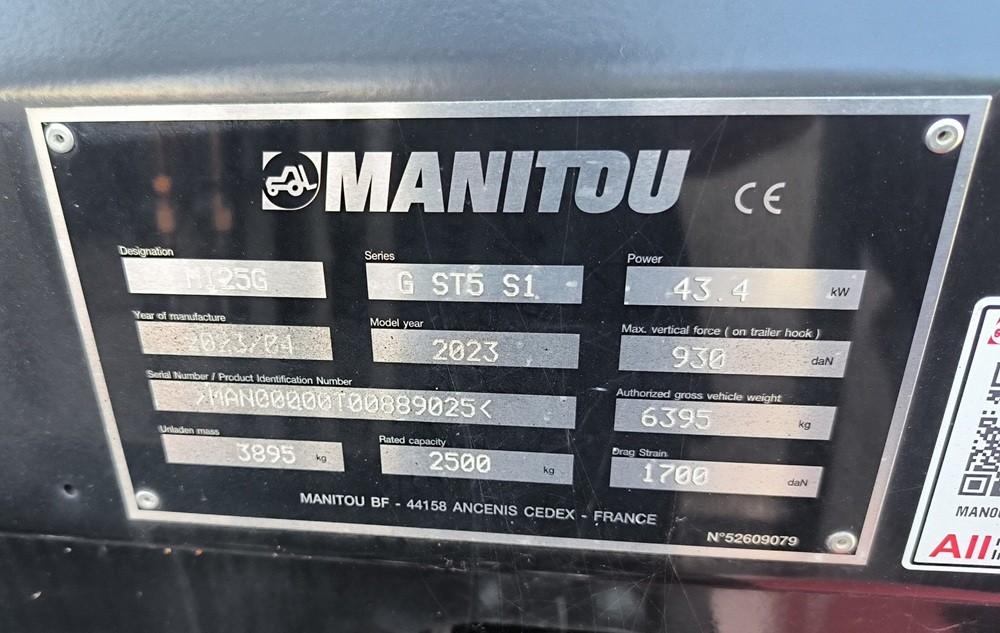 MANITOU CE
Designation Series Power
MI25G G ST5 S1 43.4 kW
Year of manufacture Model year Max. vertical force ( on trailer hook )
2023/04 2023 930 daN
Serial Number / Product Identification Number Authorized gross vehicle weight
>MAN00000T00889025< 6395 kg
Unladen mass Rated capacity Drag Strain
3895 kg 2500 kg 1700 daN
MANITOU BF - 44158 ANCENIS CEDEX - FRANCE
N°52609079